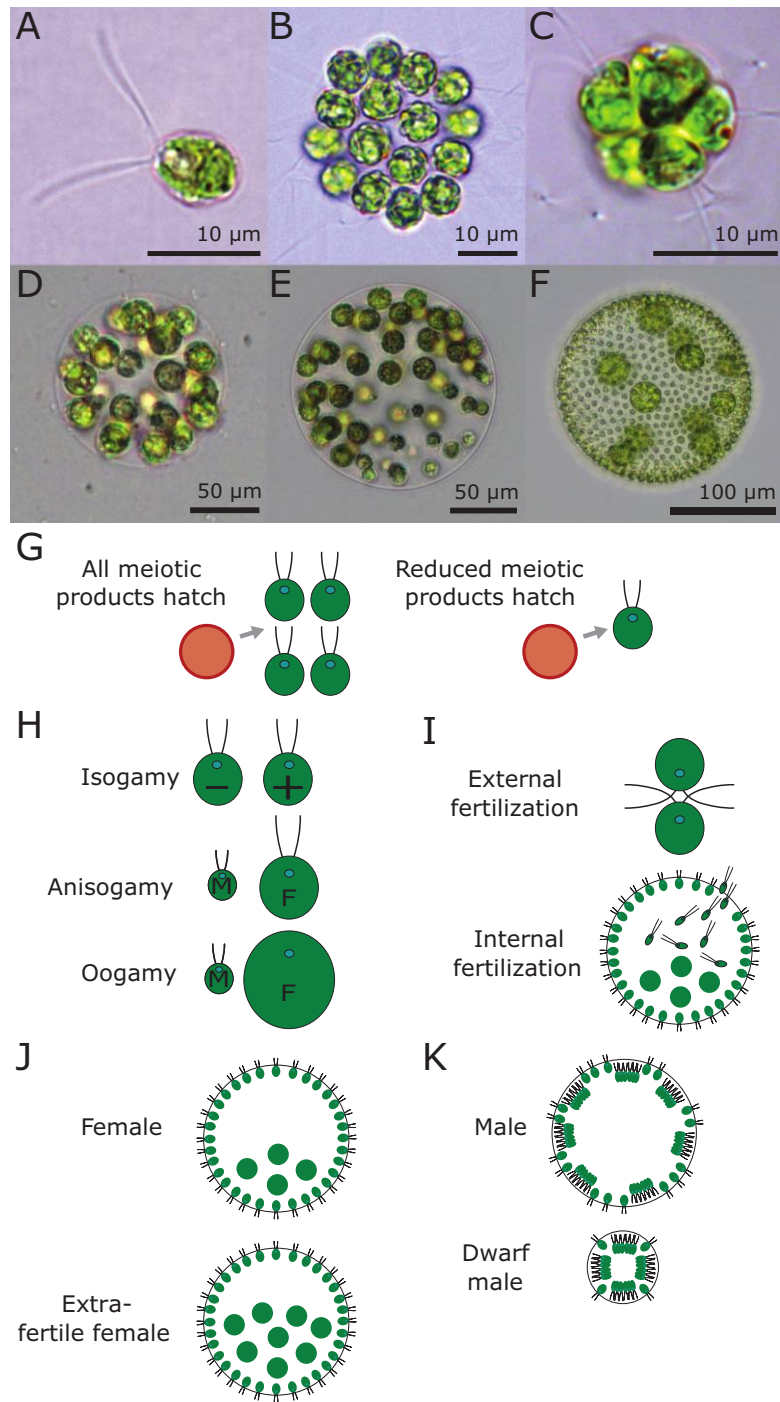 A
B
C
10 μm
10 μm
10 μm
D
E
F
50 μm
50 μm
100 μm
G
All meiotic
products hatch
Reduced meiotic
products hatch
H
Isogamy
−
+
Anisogamy
M
F
Oogamy
M
F
I
External
fertilization
Internal
fertilization
J
Female
Extra-
fertile female
K
Male
Dwarf
male